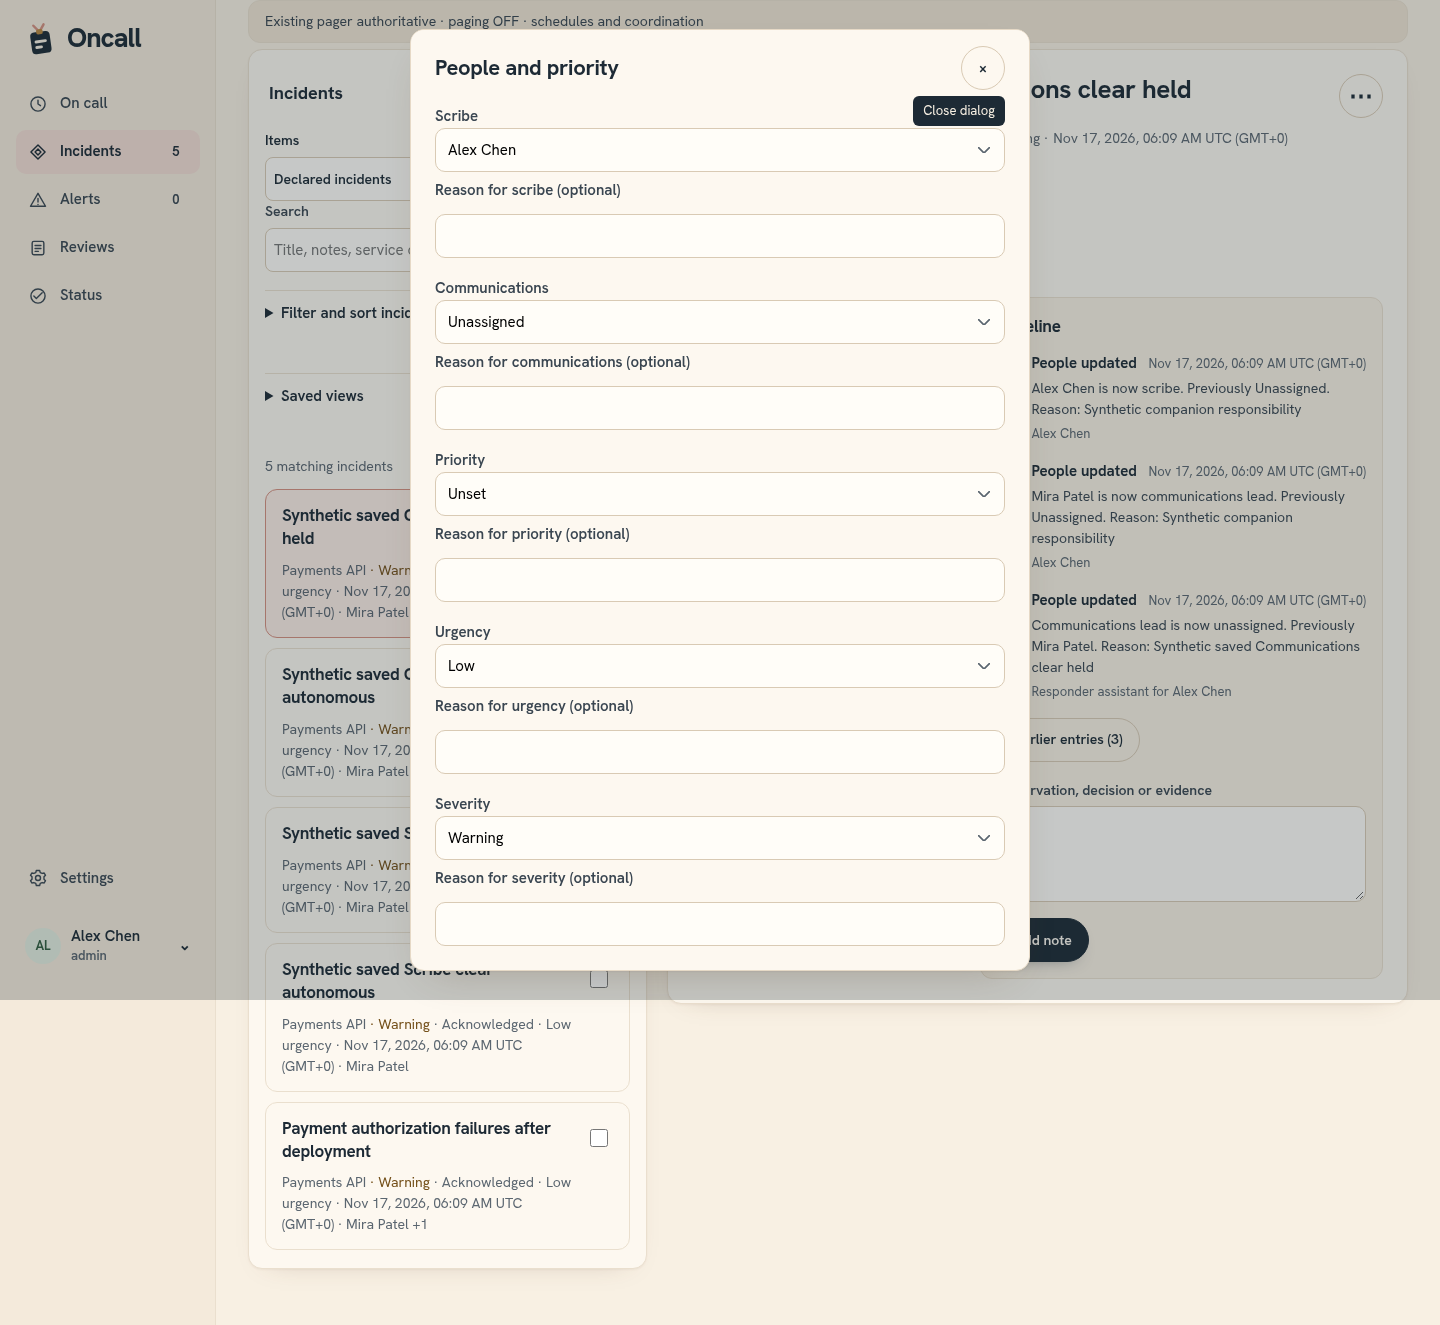 Oncall
On call
Incidents 5
Alerts 0
Reviews
Status
Settings
AL
Alex Chen
admin
Existing pager authoritative · paging OFF · schedules and coordination
Incidents
Items
Declared incidents
Search
Title, notes, service
Filter and sort
Saved views
5 matching incidents
Synthetic saved
held
Payments API ·
urgency · Nov 17, 20
(GMT+0) · Mira Patel
Synthetic saved
autonomous
Payments API ·
urgency · Nov 17, 20
(GMT+0) · Mira Patel
Synthetic saved
Payments API ·
urgency · Nov 17, 20
(GMT+0) · Mira Patel
Synthetic saved Scribe clear
autonomous
Payments API · Warning · Acknowledged · Low
urgency · Nov 17, 2026, 06:09 AM UTC
(GMT+0) · Mira Patel
Payment authorization failures after
deployment
Payments API · Warning · Acknowledged · Low
urgency · Nov 17, 2026, 06:09 AM UTC
(GMT+0) · Mira Patel +1
People and priority
×
Close dialog
Scribe
Alex Chen
Reason for scribe (optional)
Communications
Unassigned
Reason for communications (optional)
Priority
Unset
Reason for priority (optional)
Urgency
Low
Reason for urgency (optional)
Severity
Warning
Reason for severity (optional)
ons clear held
ng · Nov 17, 2026, 06:09 AM UTC (GMT+0)
eline
People updated Nov 17, 2026, 06:09 AM UTC (GMT+0)
Alex Chen is now scribe. Previously Unassigned.
Reason: Synthetic companion responsibility
Alex Chen
People updated Nov 17, 2026, 06:09 AM UTC (GMT+0)
Mira Patel is now communications lead. Previously
Unassigned. Reason: Synthetic companion
responsibility
Alex Chen
People updated Nov 17, 2026, 06:09 AM UTC (GMT+0)
Communications lead is now unassigned. Previously
Mira Patel. Reason: Synthetic saved Communications
clear held
Responder assistant for Alex Chen
rlier entries (3)
rvation, decision or evidence
ld note